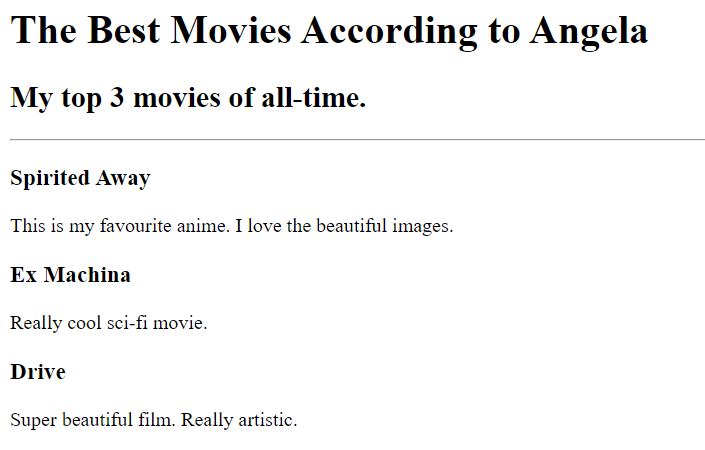 The Best Movies According to Angela
My top 3 movies of all-time.
Spirited Away
This is my favourite anime. I love the beautiful images.
Ex Machina
Really cool sci-fi movie.
Drive
Super beautiful film. Really artistic.